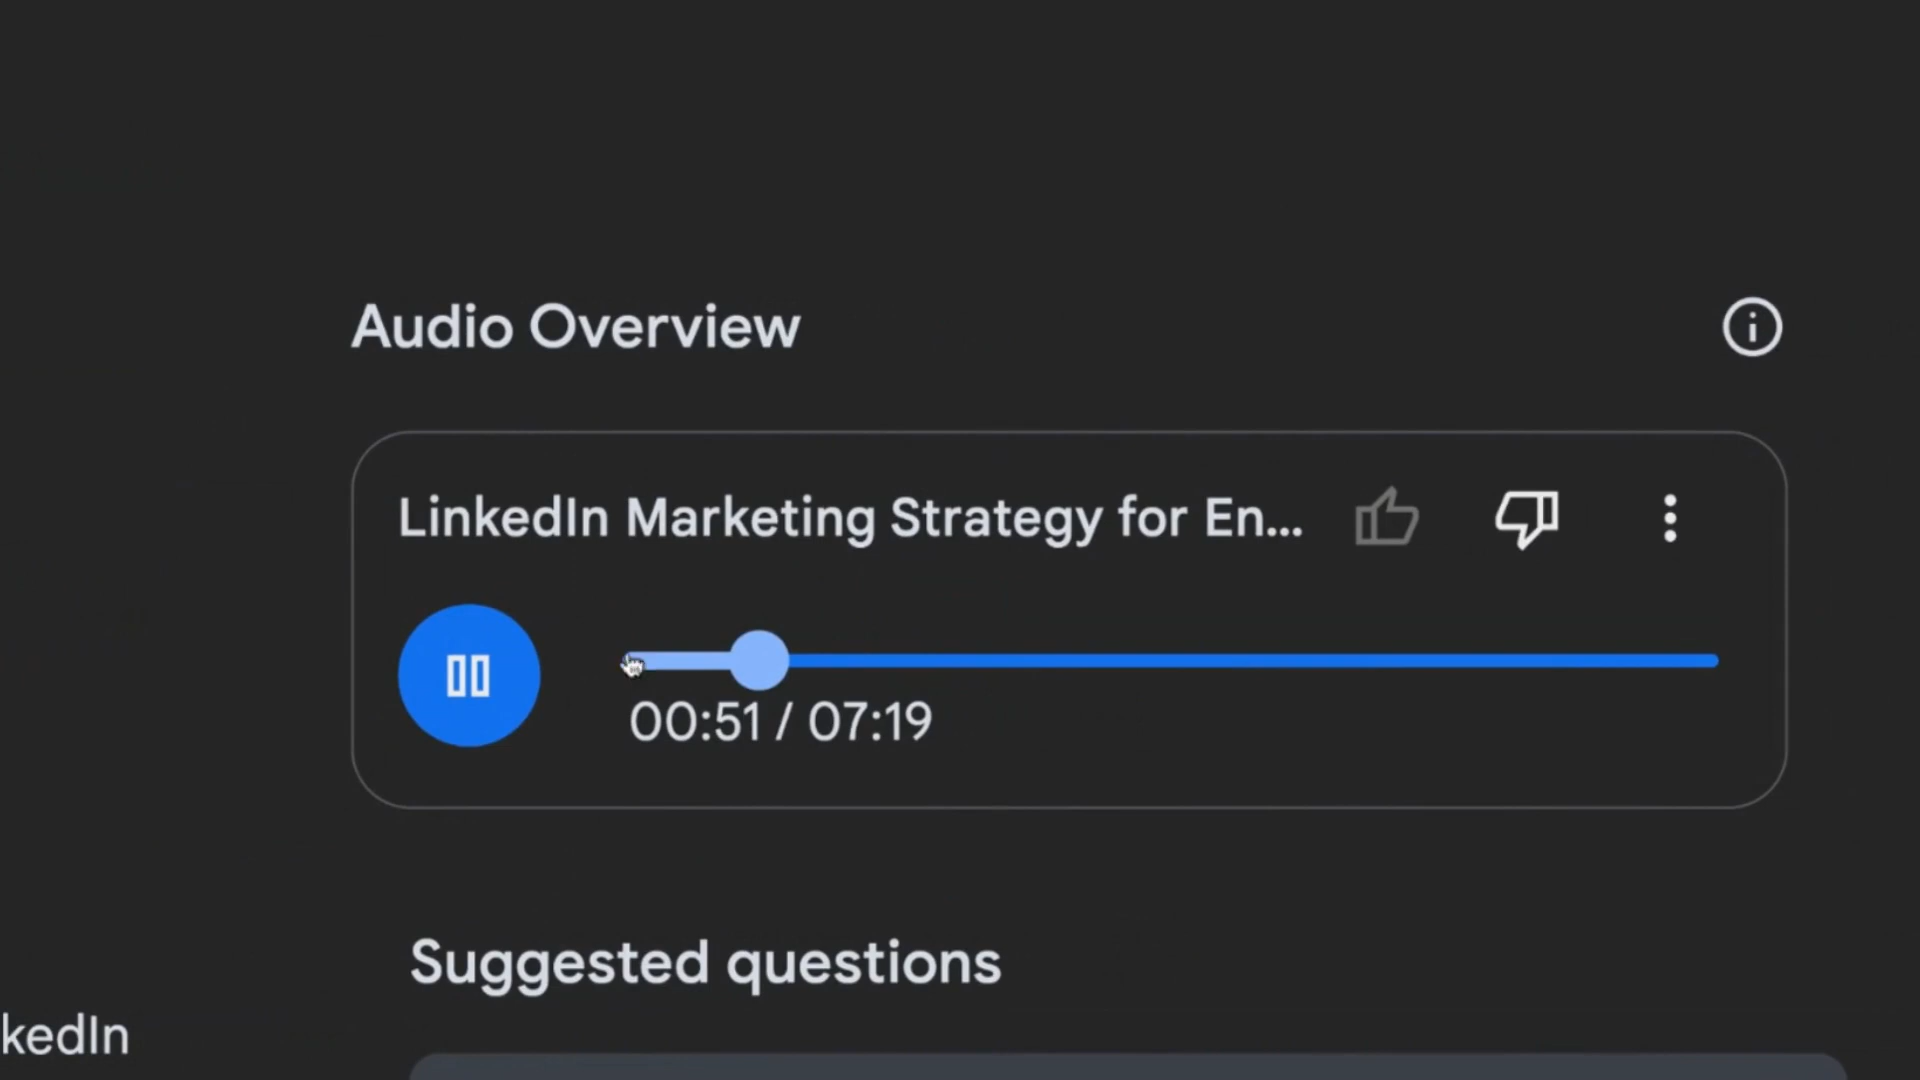 Audio Overview
LinkedIn Marketing Strategy for En...
00:51 / 07:19
Suggested questions
kedIn